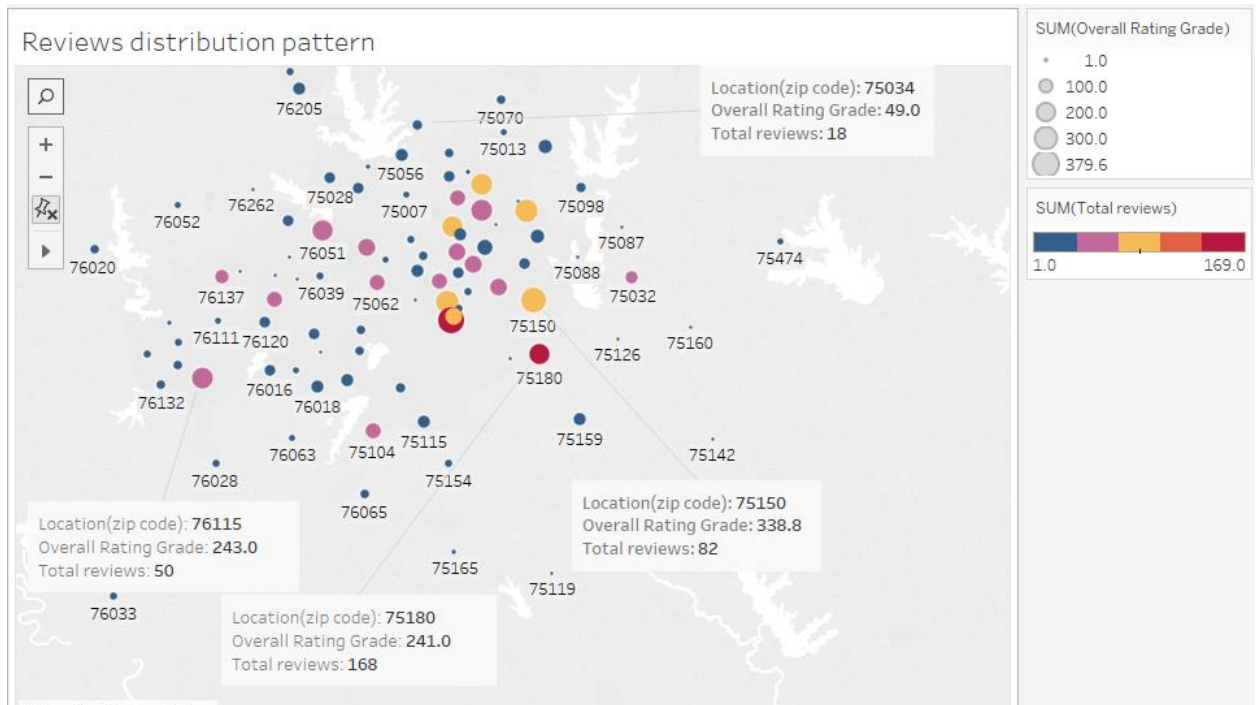 Reviews distribution pattern
76205
75070
75013
75056
75028
76262
75007
75098
76052
76051
75087
76020
75088
75474
76137
76039
75062
75032
76111
76120
75150
75126
75160
75180
76016
76132
76018
75159
75104
75115
76063
75142
76028
75154
76065
75165
75119
76033
Location(zip code): 75034
Overall Rating Grade: 49.0
Total reviews: 18
Location(zip code): 75150
Overall Rating Grade: 338.8
Total reviews: 82
Location(zip code): 76115
Overall Rating Grade: 243.0
Total reviews: 50
Location(zip code): 75180
Overall Rating Grade: 241.0
Total reviews: 168
SUM(Overall Rating Grade)
1.0
100.0
200.0
300.0
379.6
SUM(Total reviews)
1.0 169.0